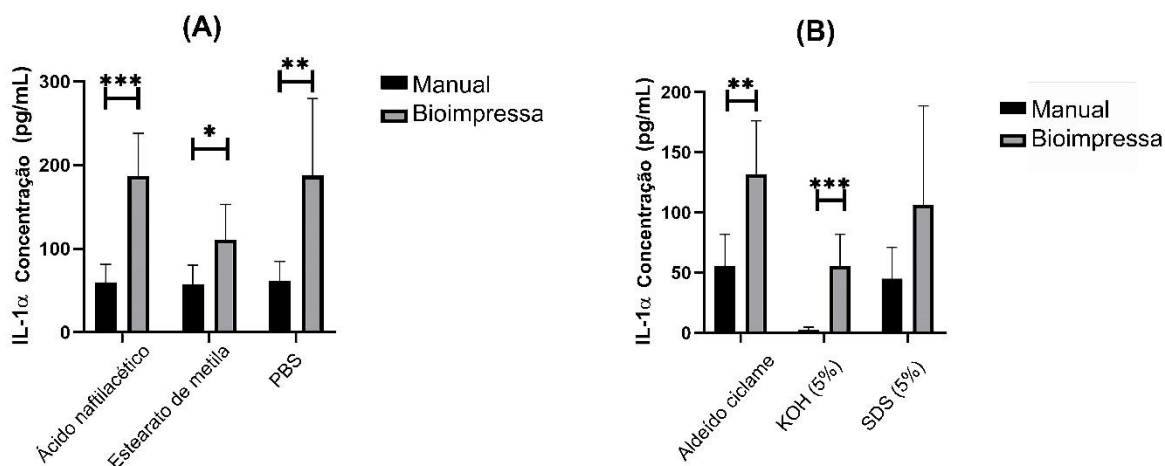 (A)
IL-1α Concentração (pg/mL)
300
200
100
0
***
*
**
Ácido naftilacético
Estearato de metila
PBS
Manual
Bioimpressa
(B)
IL-1α Concentração (pg/mL)
200
150
100
50
0
**
***
Aldeído ciclame
KOH (5%)
SDS (5%)
Manual
Bioimpressa